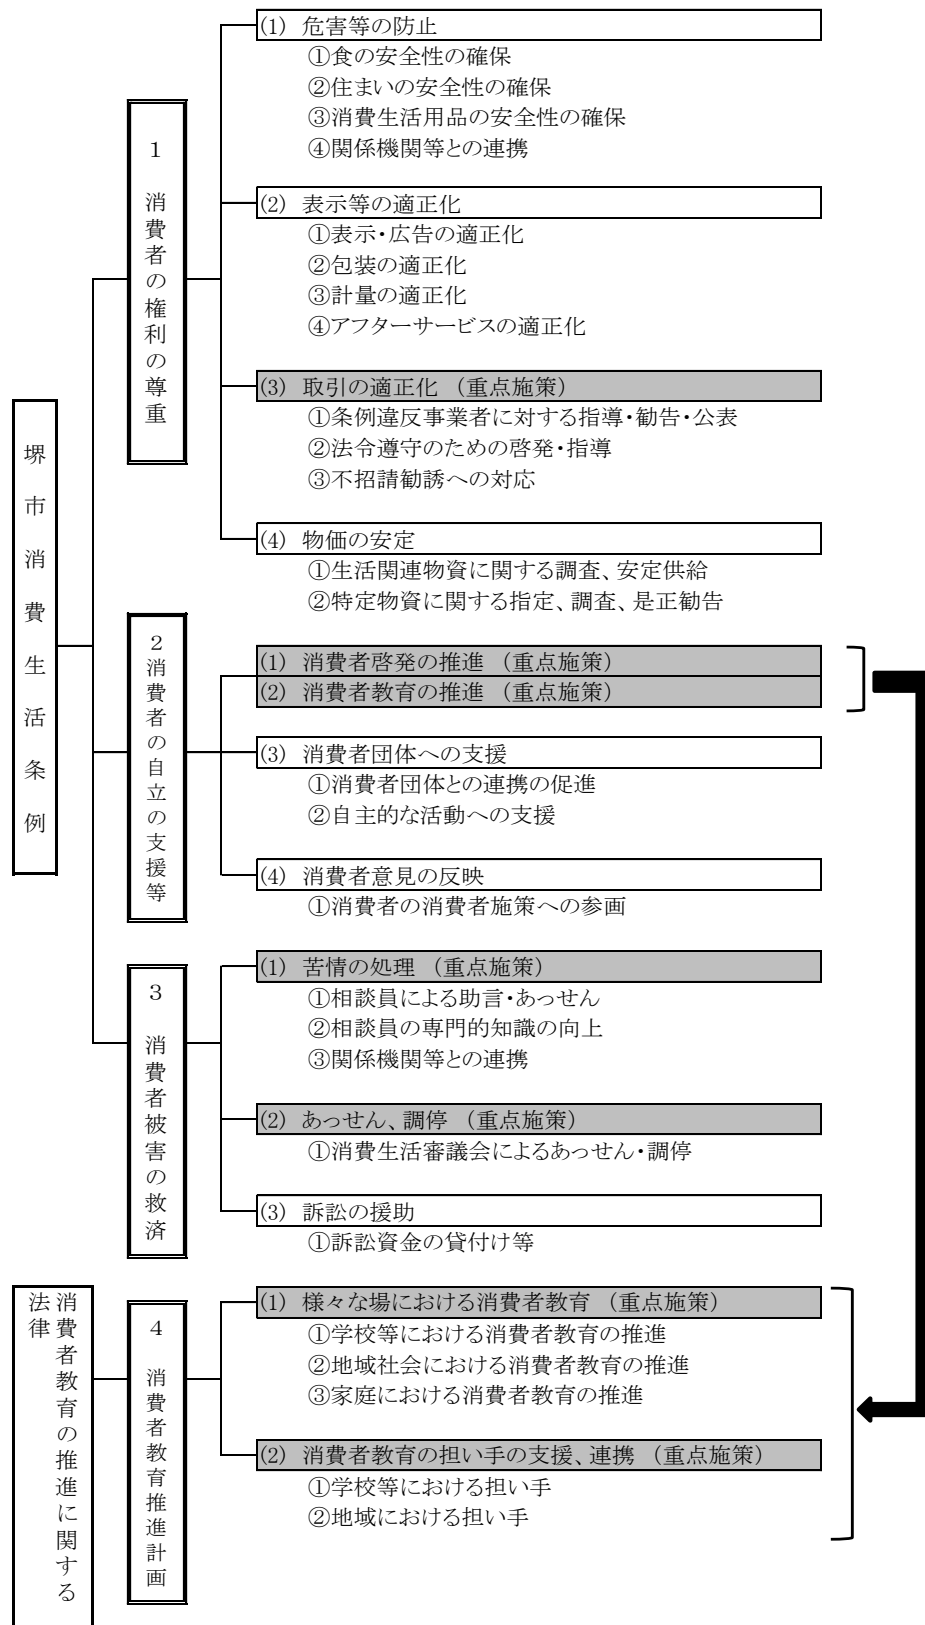 堺市消費生活条例
1 消費者の権利の尊重
(1) 危害等の防止
①食の安全性の確保
②住まいの安全性の確保
③消費生活用品の安全性の確保
④関係機関等との連携
(2) 表示等の適正化
①表示・広告の適正化
②包装の適正化
③計量の適正化
④アフターサービスの適正化
(3) 取引の適正化 （重点施策）
①条例違反事業者に対する指導・勧告・公表
②法令遵守のための啓発・指導
③不招請勧誘への対応
(4) 物価の安定
①生活関連物資に関する調査、安定供給
②特定物資に関する指定、調査、是正勧告
2 消費者の自立の支援等
(1) 消費者啓発の推進 （重点施策）
(2) 消費者教育の推進 （重点施策）
(3) 消費者団体への支援
①消費者団体との連携の促進
②自主的な活動への支援
(4) 消費者意見の反映
①消費者の消費者施策への参画
3 消費者被害の救済
(1) 苦情の処理 （重点施策）
①相談員による助言・あっせん
②相談員の専門的知識の向上
③関係機関等との連携
(2) あっせん、調停 （重点施策）
①消費生活審議会によるあっせん・調停
(3) 訴訟の援助
①訴訟資金の貸付け等
消費者教育の推進に関する
法律
4 消費者教育推進計画
(1) 様々な場における消費者教育 （重点施策）
①学校等における消費者教育の推進
②地域社会における消費者教育の推進
③家庭における消費者教育の推進
(2) 消費者教育の担い手の支援、連携 （重点施策）
①学校等における担い手
②地域における担い手